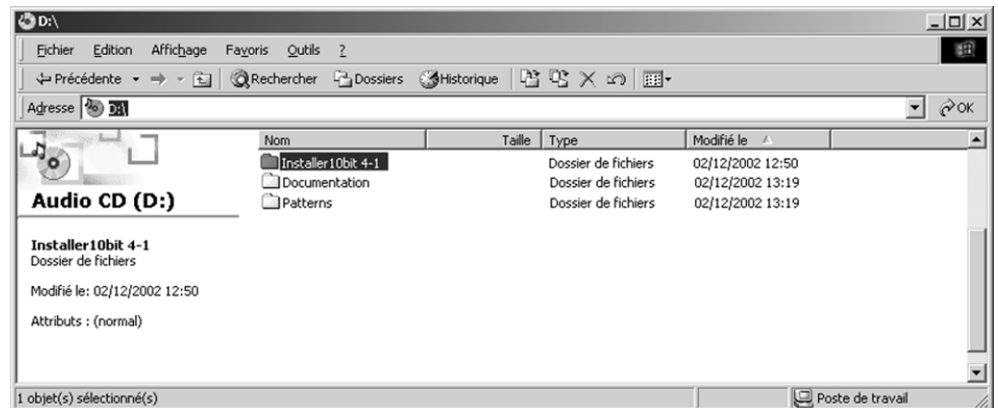 D:\
Fichier Edition Affichage Favoris Outils ?
Précédente Rechercher Dossiers Historique
Adresse D:\ OK
Nom Taille Type Modifié le
Installer10bit 4-1 Dossier de fichiers 02/12/2002 12:50
Documentation Dossier de fichiers 02/12/2002 13:19
Patterns Dossier de fichiers 02/12/2002 13:19
Audio CD (D:)
Installer10bit 4-1
Dossier de fichiers
Modifié le: 02/12/2002 12:50
Attributs : (normal)
1 objet(s) sélectionné(s) Poste de travail